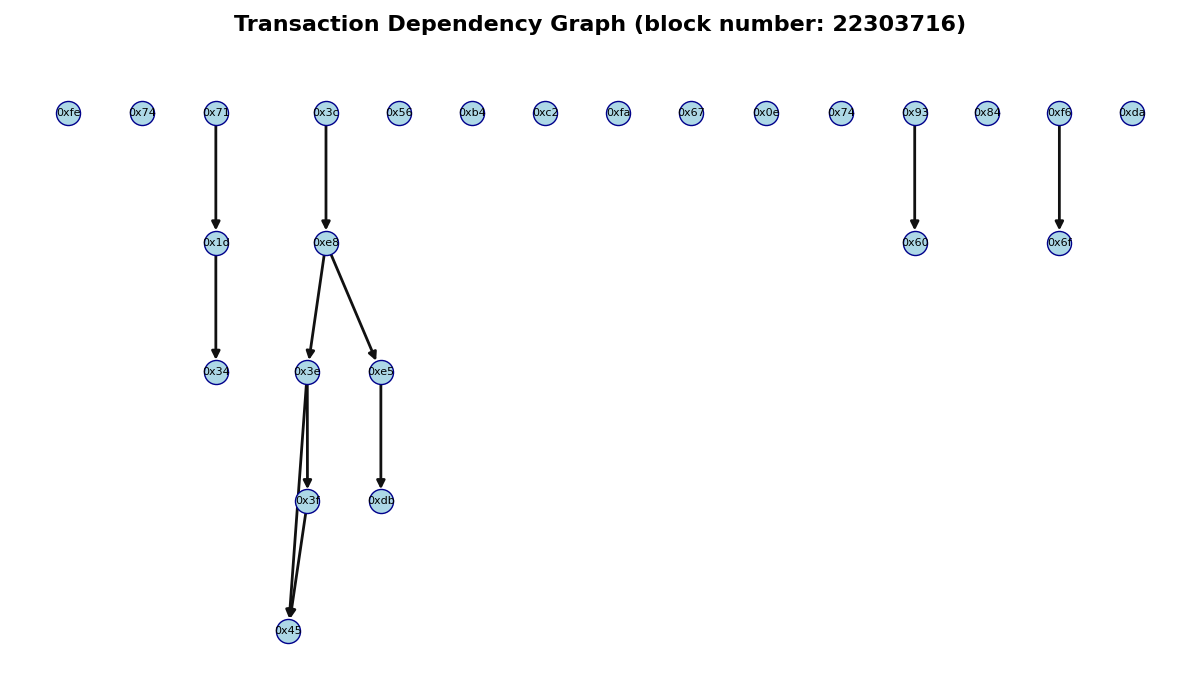 Transaction Dependency Graph (block number: 22303716)
0xfe 0x74 0x71 0x3c 0x56 0xb4 0xc2 0xfa 0x67 0x0e 0x74 0x93 0x84 0xf6 0xda
0x1d 0xe8 0x60 0x6f
0x34 0x3e 0xe5
0x3f 0xdb
0x45